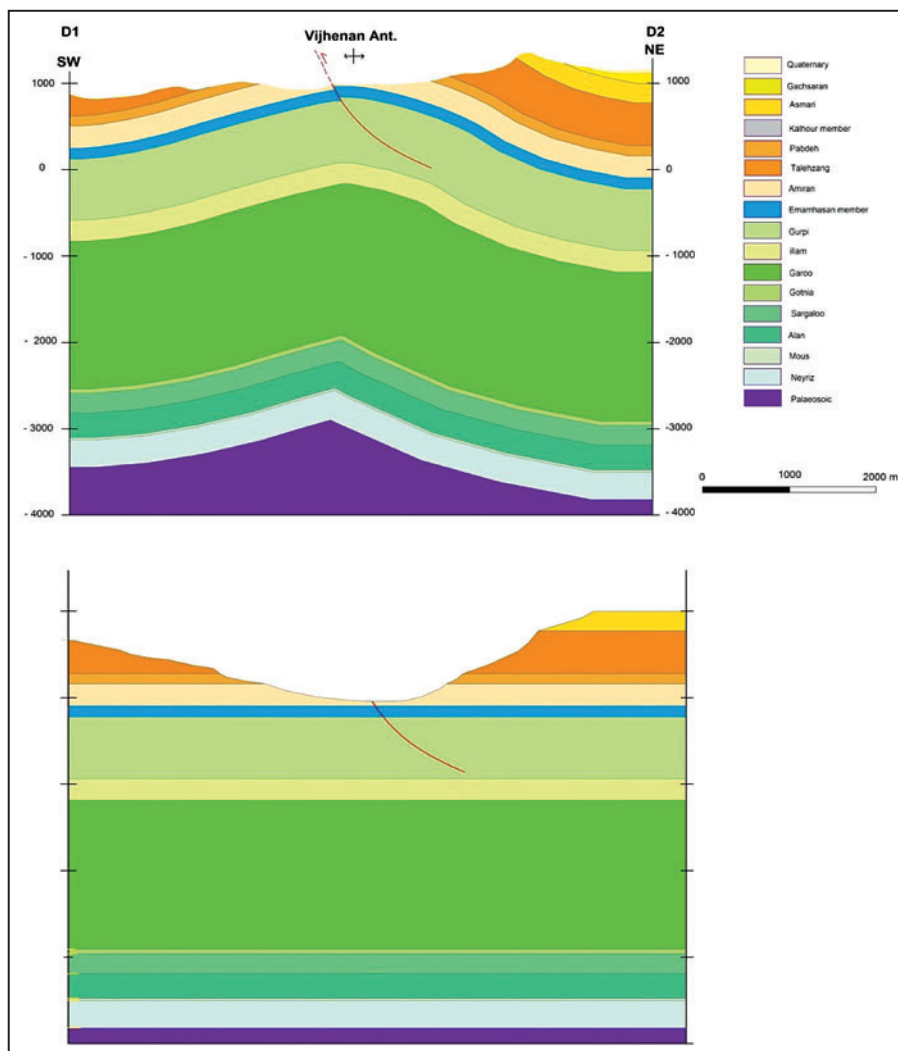 D1
D2
Vijhenan Ant.
SW
NE
1000
1000
0
0
- 1000
- 1000
- 2000
- 2000
- 3000
- 3000
- 4000
- 4000
Quaternary
Gachsaran
Asmari
Kalhour member
Pabdeh
Talehzang
Amiran
Emamhasan member
Gurpi
illam
Garoo
Gotnia
Sargaloo
Alan
Mous
Neyriz
Palaeosoic
0 1000 2000 m